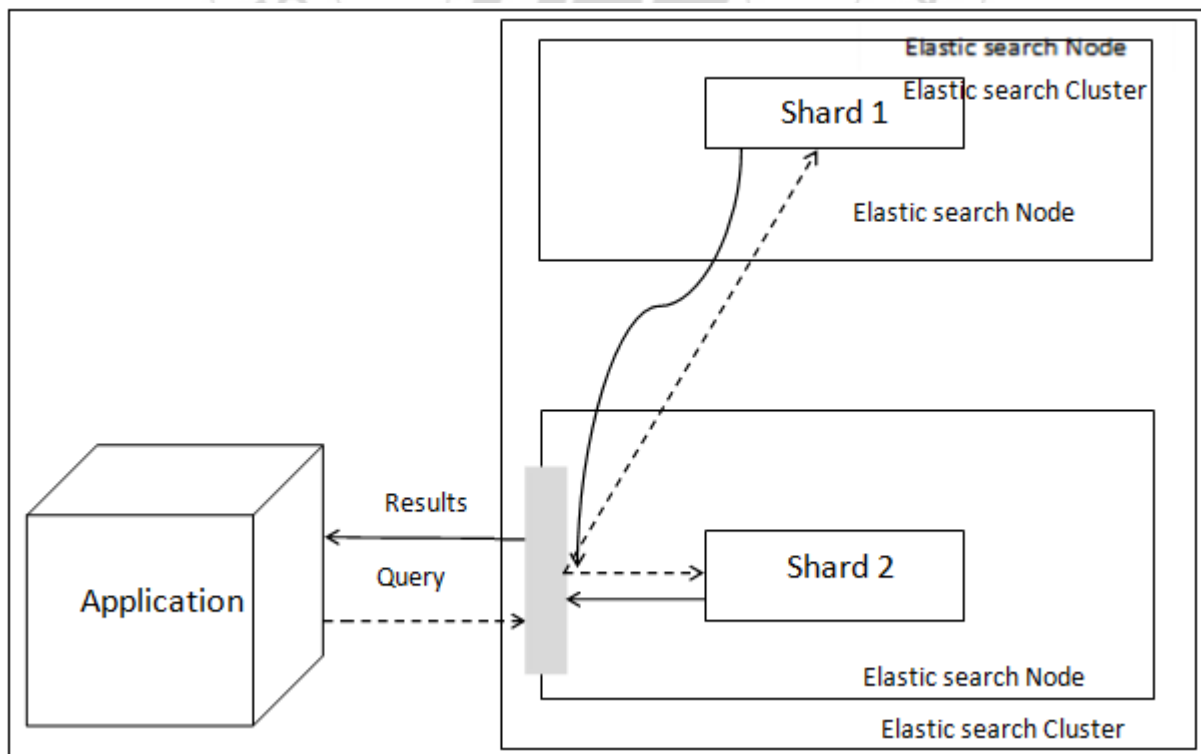 Elastic search Node
Elastic search Cluster
Shard 1
Elastic search Node
Results
Query
Application
Shard 2
Elastic search Node
Elastic search Cluster